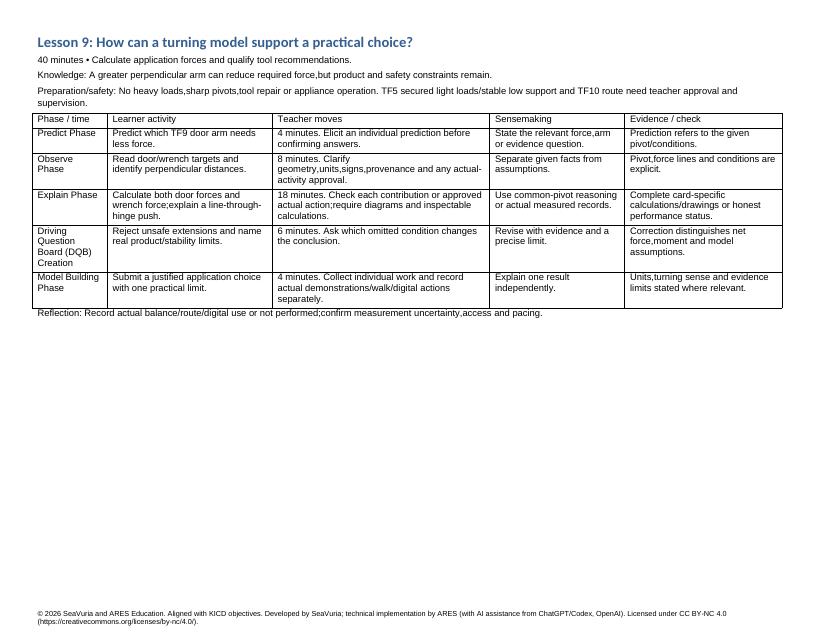 Lesson 9: How can a turning model support a practical choice?
40 minutes • Calculate application forces and qualify tool recommendations.
Knowledge: A greater perpendicular arm can reduce required force,but product and safety constraints remain.
Preparation/safety: No heavy loads,sharp pivots,tool repair or appliance operation. TF5 secured light loads/stable low support and TF10 route need teacher approval and
supervision.
Phase / time
Learner activity
Teacher moves
Sensemaking
Evidence / check
Predict Phase
Predict which TF9 door arm needs
less force.
4 minutes. Elicit an individual prediction before
confirming answers.
State the relevant force,arm
or evidence question.
Prediction refers to the given
pivot/conditions.
Observe
Phase
Read door/wrench targets and
identify perpendicular distances.
8 minutes. Clarify
geometry,units,signs,provenance and any actual-
activity approval.
Separate given facts from
assumptions.
Pivot,force lines and conditions are
explicit.
Explain Phase
Calculate both door forces and
wrench force;explain a line-through-
hinge push.
18 minutes. Check each contribution or approved
actual action;require diagrams and inspectable
calculations.
Use common-pivot reasoning
or actual measured records.
Complete card-specific
calculations/drawings or honest
performance status.
Driving
Question
Board (DQB)
Creation
Reject unsafe extensions and name
real product/stability limits.
6 minutes. Ask which omitted condition changes
the conclusion.
Revise with evidence and a
precise limit.
Correction distinguishes net
force,moment and model
assumptions.
Model Building
Phase
Submit a justified application choice
with one practical limit.
4 minutes. Collect individual work and record
actual demonstrations/walk/digital actions
separately.
Explain one result
independently.
Units,turning sense and evidence
limits stated where relevant.
Reflection: Record actual balance/route/digital use or not performed;confirm measurement uncertainty,access and pacing.
© 2026 SeaVuria and ARES Education. Aligned with KICD objectives. Developed by SeaVuria; technical implementation by ARES (with AI assistance from ChatGPT/Codex, OpenAI). Licensed under CC BY-NC 4.0
(https://creativecommons.org/licenses/by-nc/4.0/).